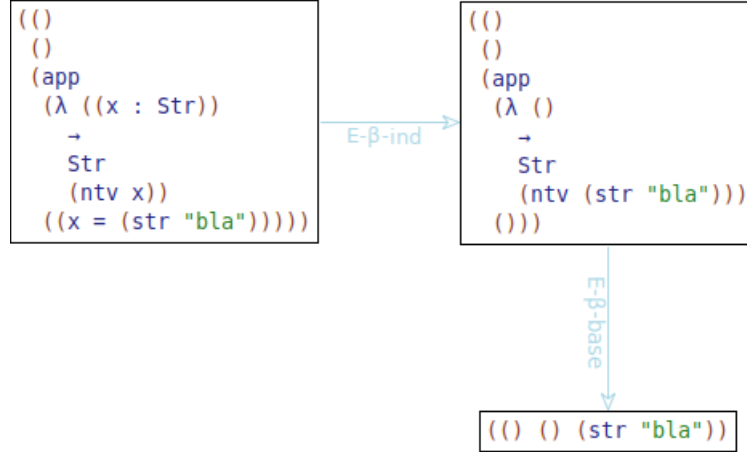 (()
()
(app
(λ ((x : Str))
→
Str
(ntv x))
((x = (str "bla")))))
E-β-ind
(()
()
(app
(λ ()
→
Str
(ntv (str "bla")))
()))
E-β-base
(() () (str "bla"))